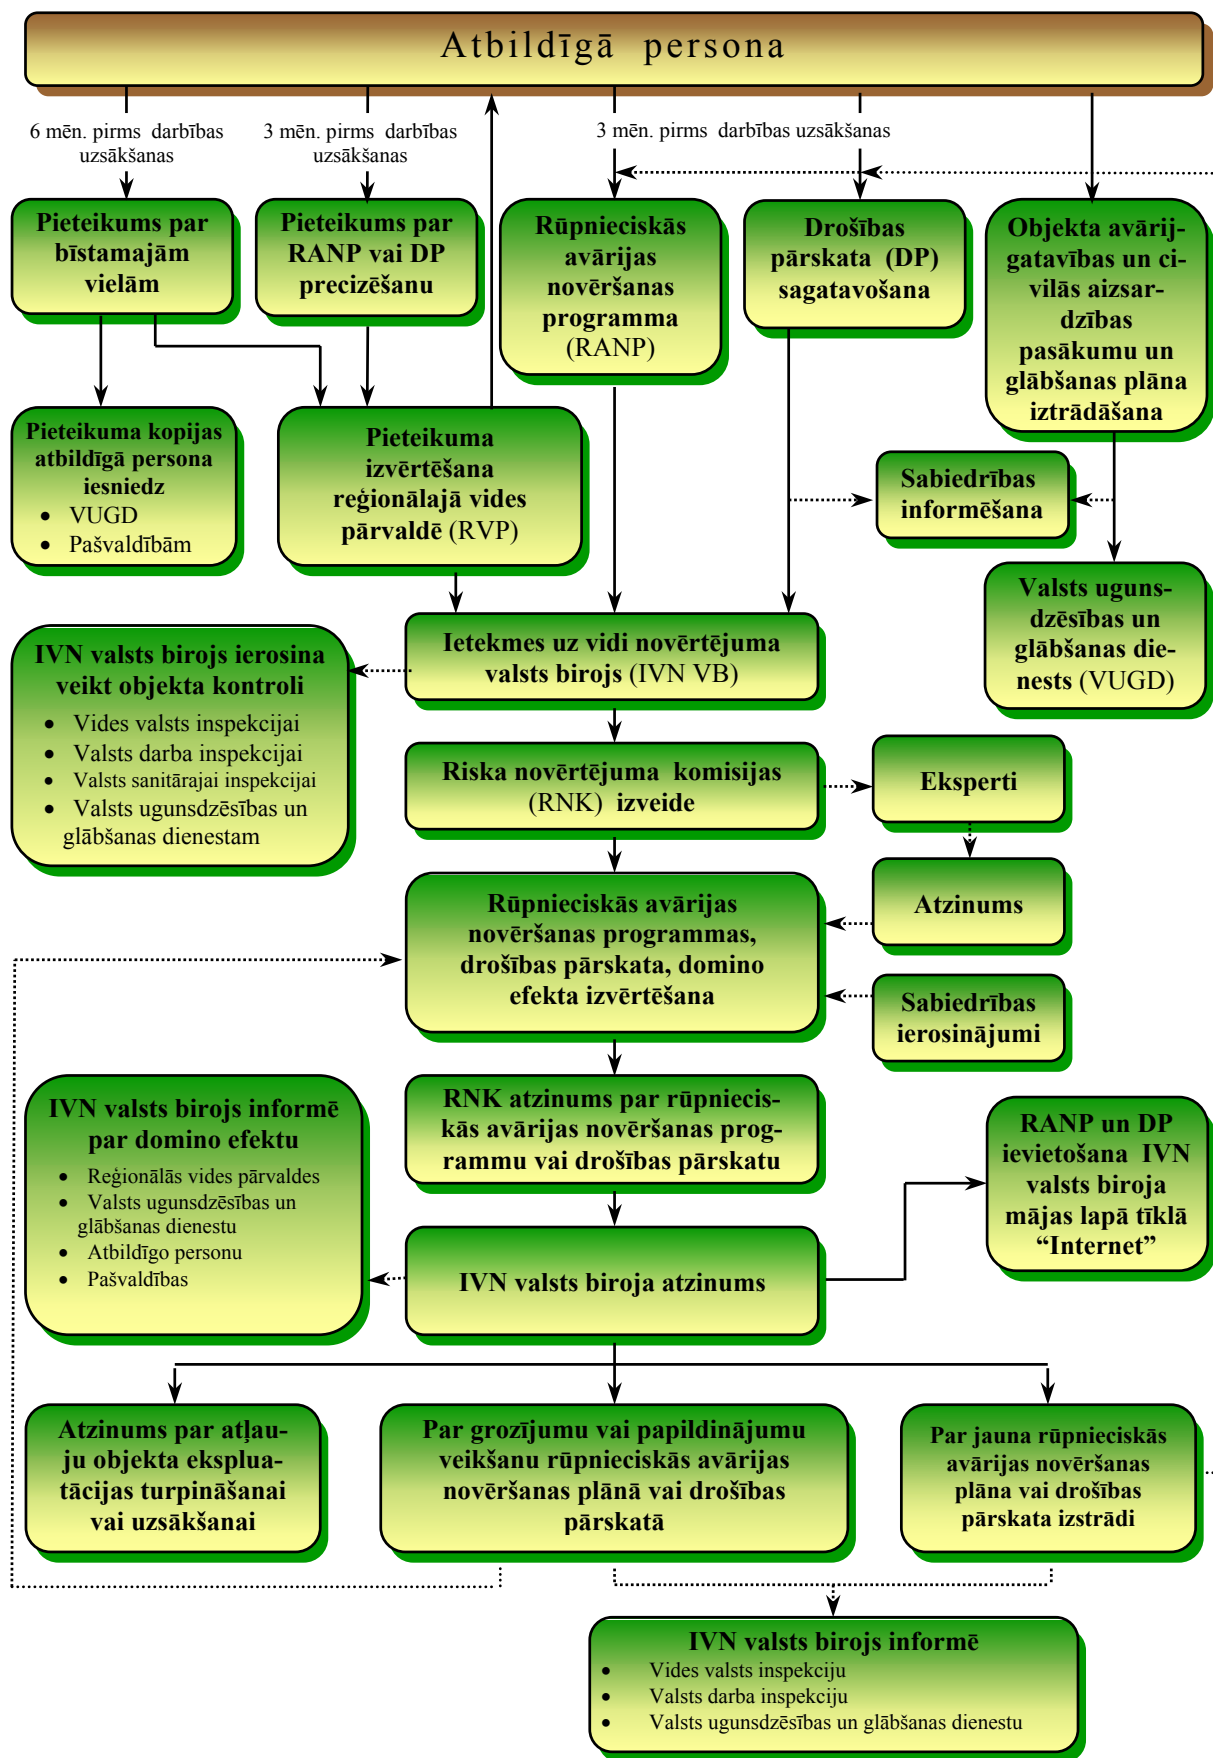 Atbildīgā persona
6 mēn. pirms darbības
uzsākšanas
3 mēn. pirms darbības
uzsākšanas
3 mēn. pirms darbības uzsākšanas
Pieteikums par
bīstamajām
vielām
Pieteikums par
RANP vai DP
precizēšanu
Rūpnieciskās
avārijas
novēršanas
programma
(RANP)
Drošības
pārskata (DP)
sagatavošana
Objekta avārij-
gatavības un ci-
vilās aizsar-
dzības
pasākumu un
glābšanas plāna
iztrādāšana
Pieteikuma kopijas
atbildīgā persona
iesniedz
• VUGD
• Pašvaldībām
Pieteikuma
izvērtēšana
reģionālajā vides
pārvaldē (RVP)
Sabiedrības
informēšana
Valsts uguns-
dzēsības un
glābšanas die-
nests (VUGD)
IVN valsts birojs ierosina
veikt objekta kontroli
• Vides valsts inspekcijai
• Valsts darba inspekcijai
• Valsts sanitārajai inspekcijai
• Valsts ugunsdzēsības un
glābšanas dienestam
Ietekmes uz vidi novērtējuma
valsts birojs (IVN VB)
Riska novērtējuma komisijas
(RNK) izveide
Eksperti
Atzinums
Rūpnieciskās avārijas
novēršanas programmas,
drošības pārskata, domino
efekta izvērtēšana
Sabiedrības
ierosinājumi
IVN valsts birojs informē
par domino efektu
• Reģionālās vides pārvaldes
• Valsts ugunsdzēsības un
glābšanas dienestu
• Atbildīgo personu
• Pašvaldības
RNK atzinums par rūpniecis-
kās avārijas novēršanas prog-
rammu vai drošības pārskatu
RANP un DP
ievietošana IVN
valsts biroja
mājas lapā tīklā
“Internet”
IVN valsts biroja atzinums
Atzinums par atļau-
ju objekta eksplua-
tācijas turpināšanai
vai uzsākšanai
Par grozījumu vai papildinājumu
veikšanu rūpnieciskās avārijas
novēršanas plānā vai drošības
pārskatā
Par jauna rūpnieciskās
avārijas novēršanas
plāna vai drošības
pārskata izstrādi
IVN valsts birojs informē
• Vides valsts inspekciju
• Valsts darba inspekciju
• Valsts ugunsdzēsības un glābšanas dienestu